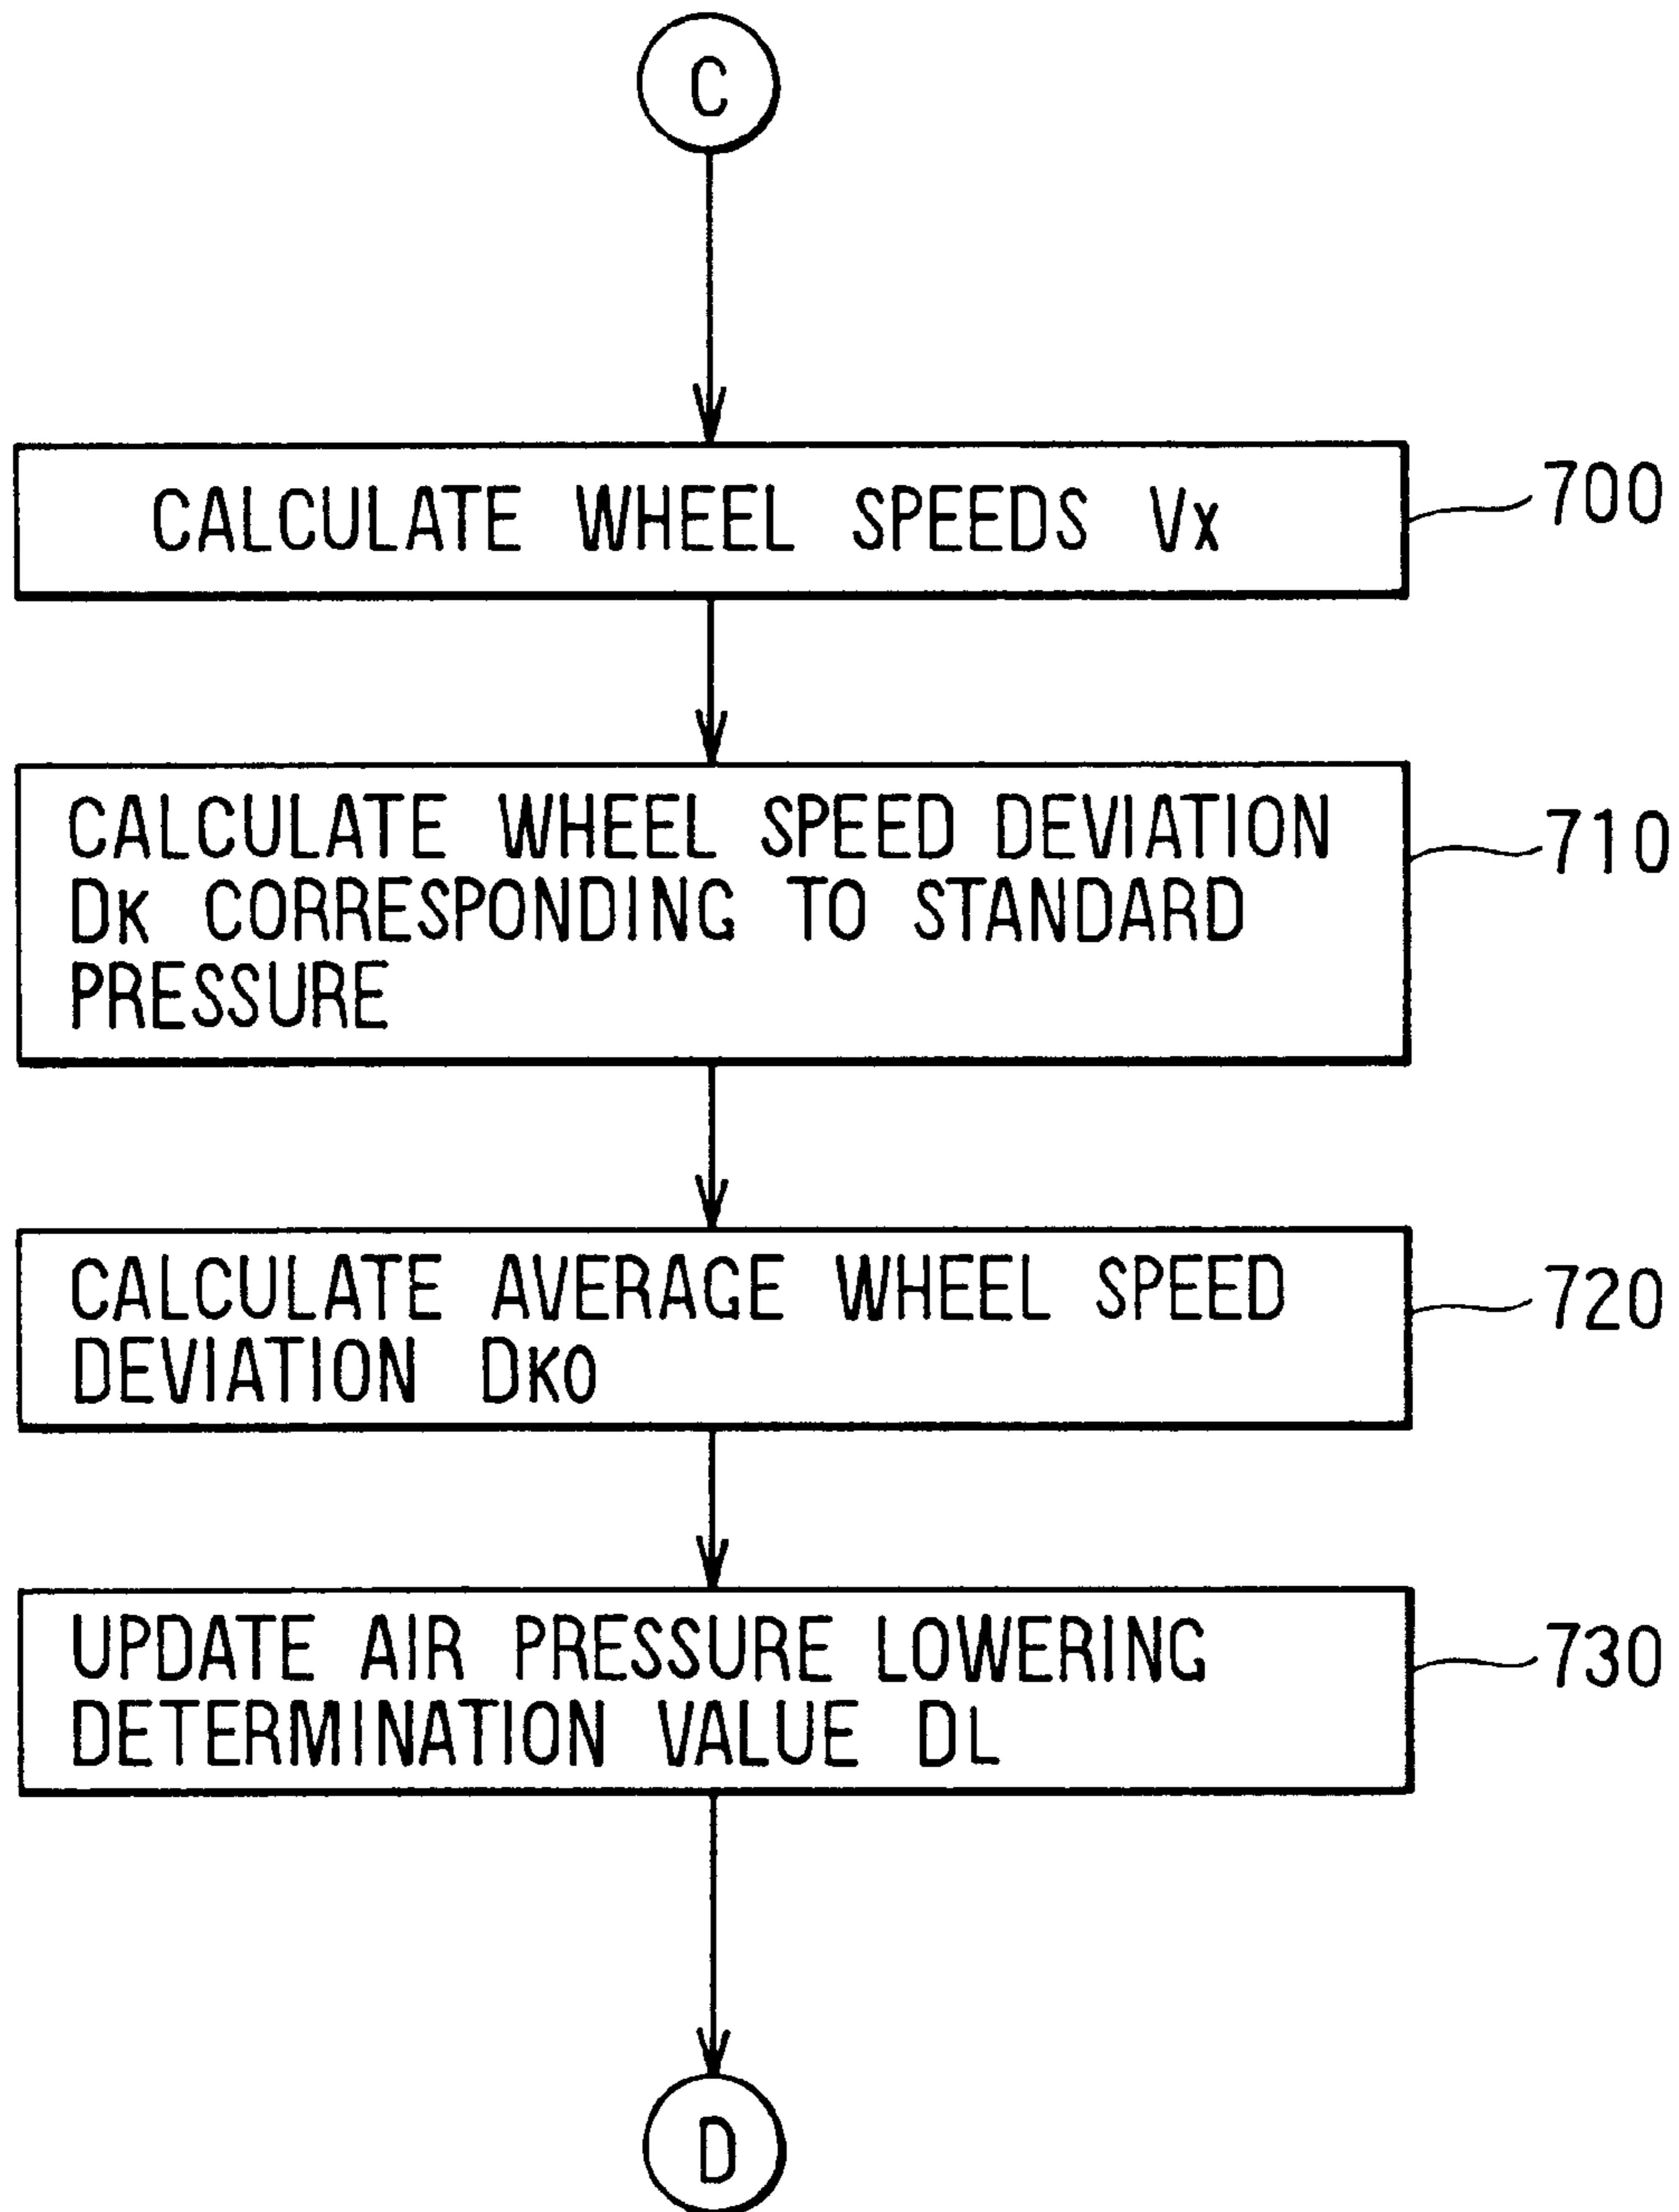 C
CALCULATE WHEEL SPEEDS Vx
700
CALCULATE WHEEL SPEED DEVIATION
DK CORRESPONDING TO STANDARD
PRESSURE
710
CALCULATE AVERAGE WHEEL SPEED
DEVIATION DKO
720
UPDATE AIR PRESSURE LOWERING
DETERMINATION VALUE DL
730
D